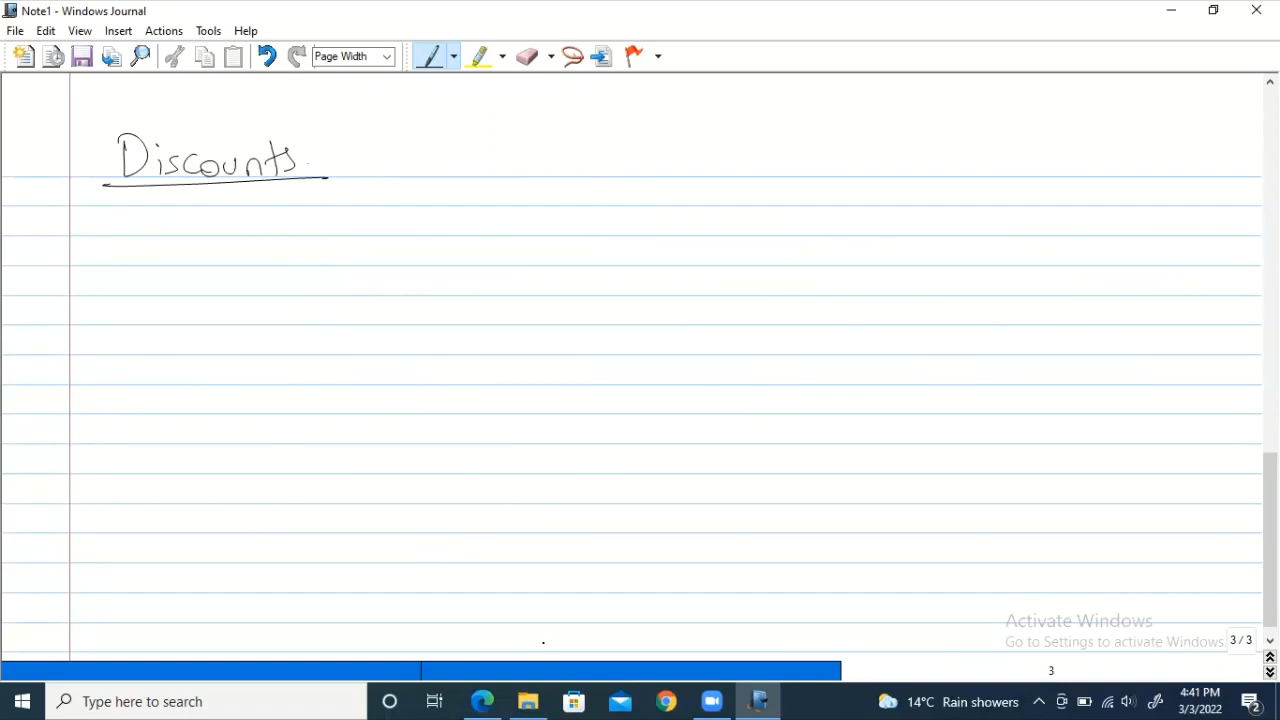 Note1 - Windows Journal
File Edit View Insert Actions Tools Help
Page Width
Discounts
Activate Windows
Go to Settings to activate Windows.
3 / 3
3
Type here to search
14°C Rain showers
4:41 PM
3/3/2022
2